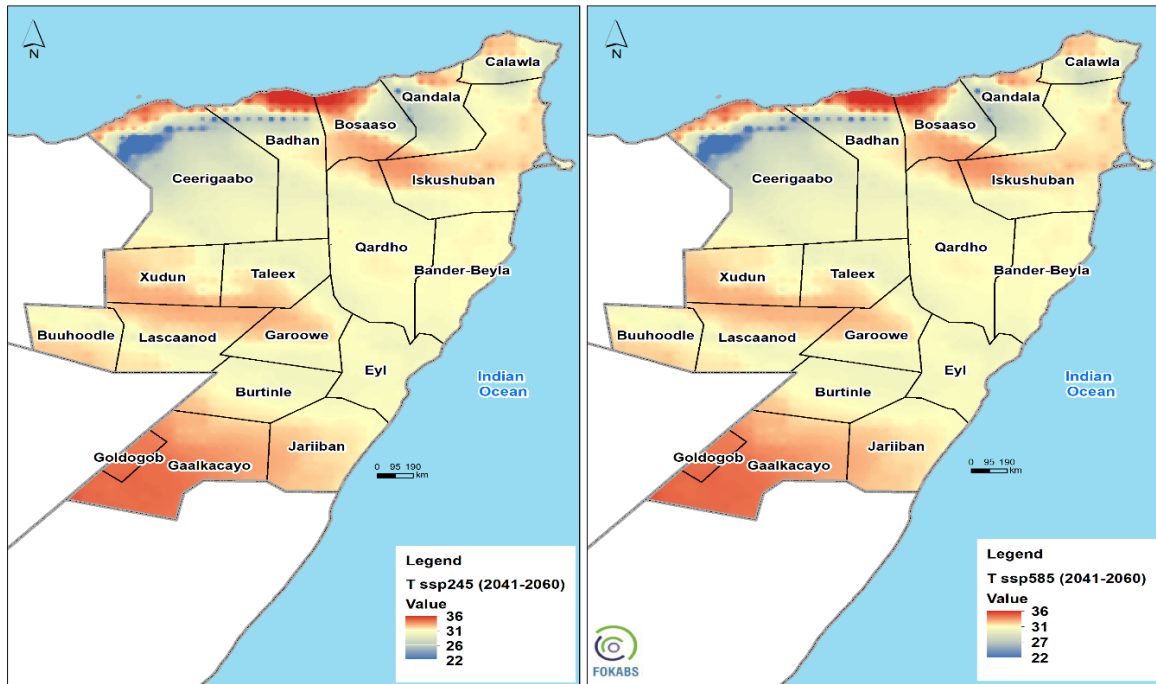 N
Calawla
Qandala
Bosaaso
Badhan
Ceerigaabo
Iskushuban
Qardho
Bander-Beyla
Xudun
Taleex
Buuhoodle
Lascaanod
Garoowe
Eyl
Burtinle
Indian
Ocean
Jariiban
Goldogob
Gaalkacayo
0 95 190
km
Legend
T ssp245 (2041-2060)
Value
36
31
26
22
N
Calawla
Qandala
Bosaaso
Badhan
Ceerigaabo
Iskushuban
Qardho
Bander-Beyla
Xudun
Taleex
Buuhoodle
Lascaanod
Garoowe
Eyl
Burtinle
Indian
Ocean
Jariiban
Goldogob
Gaalkacayo
0 95 190
km
Legend
T ssp585 (2041-2060)
Value
36
31
27
22
FOKABS